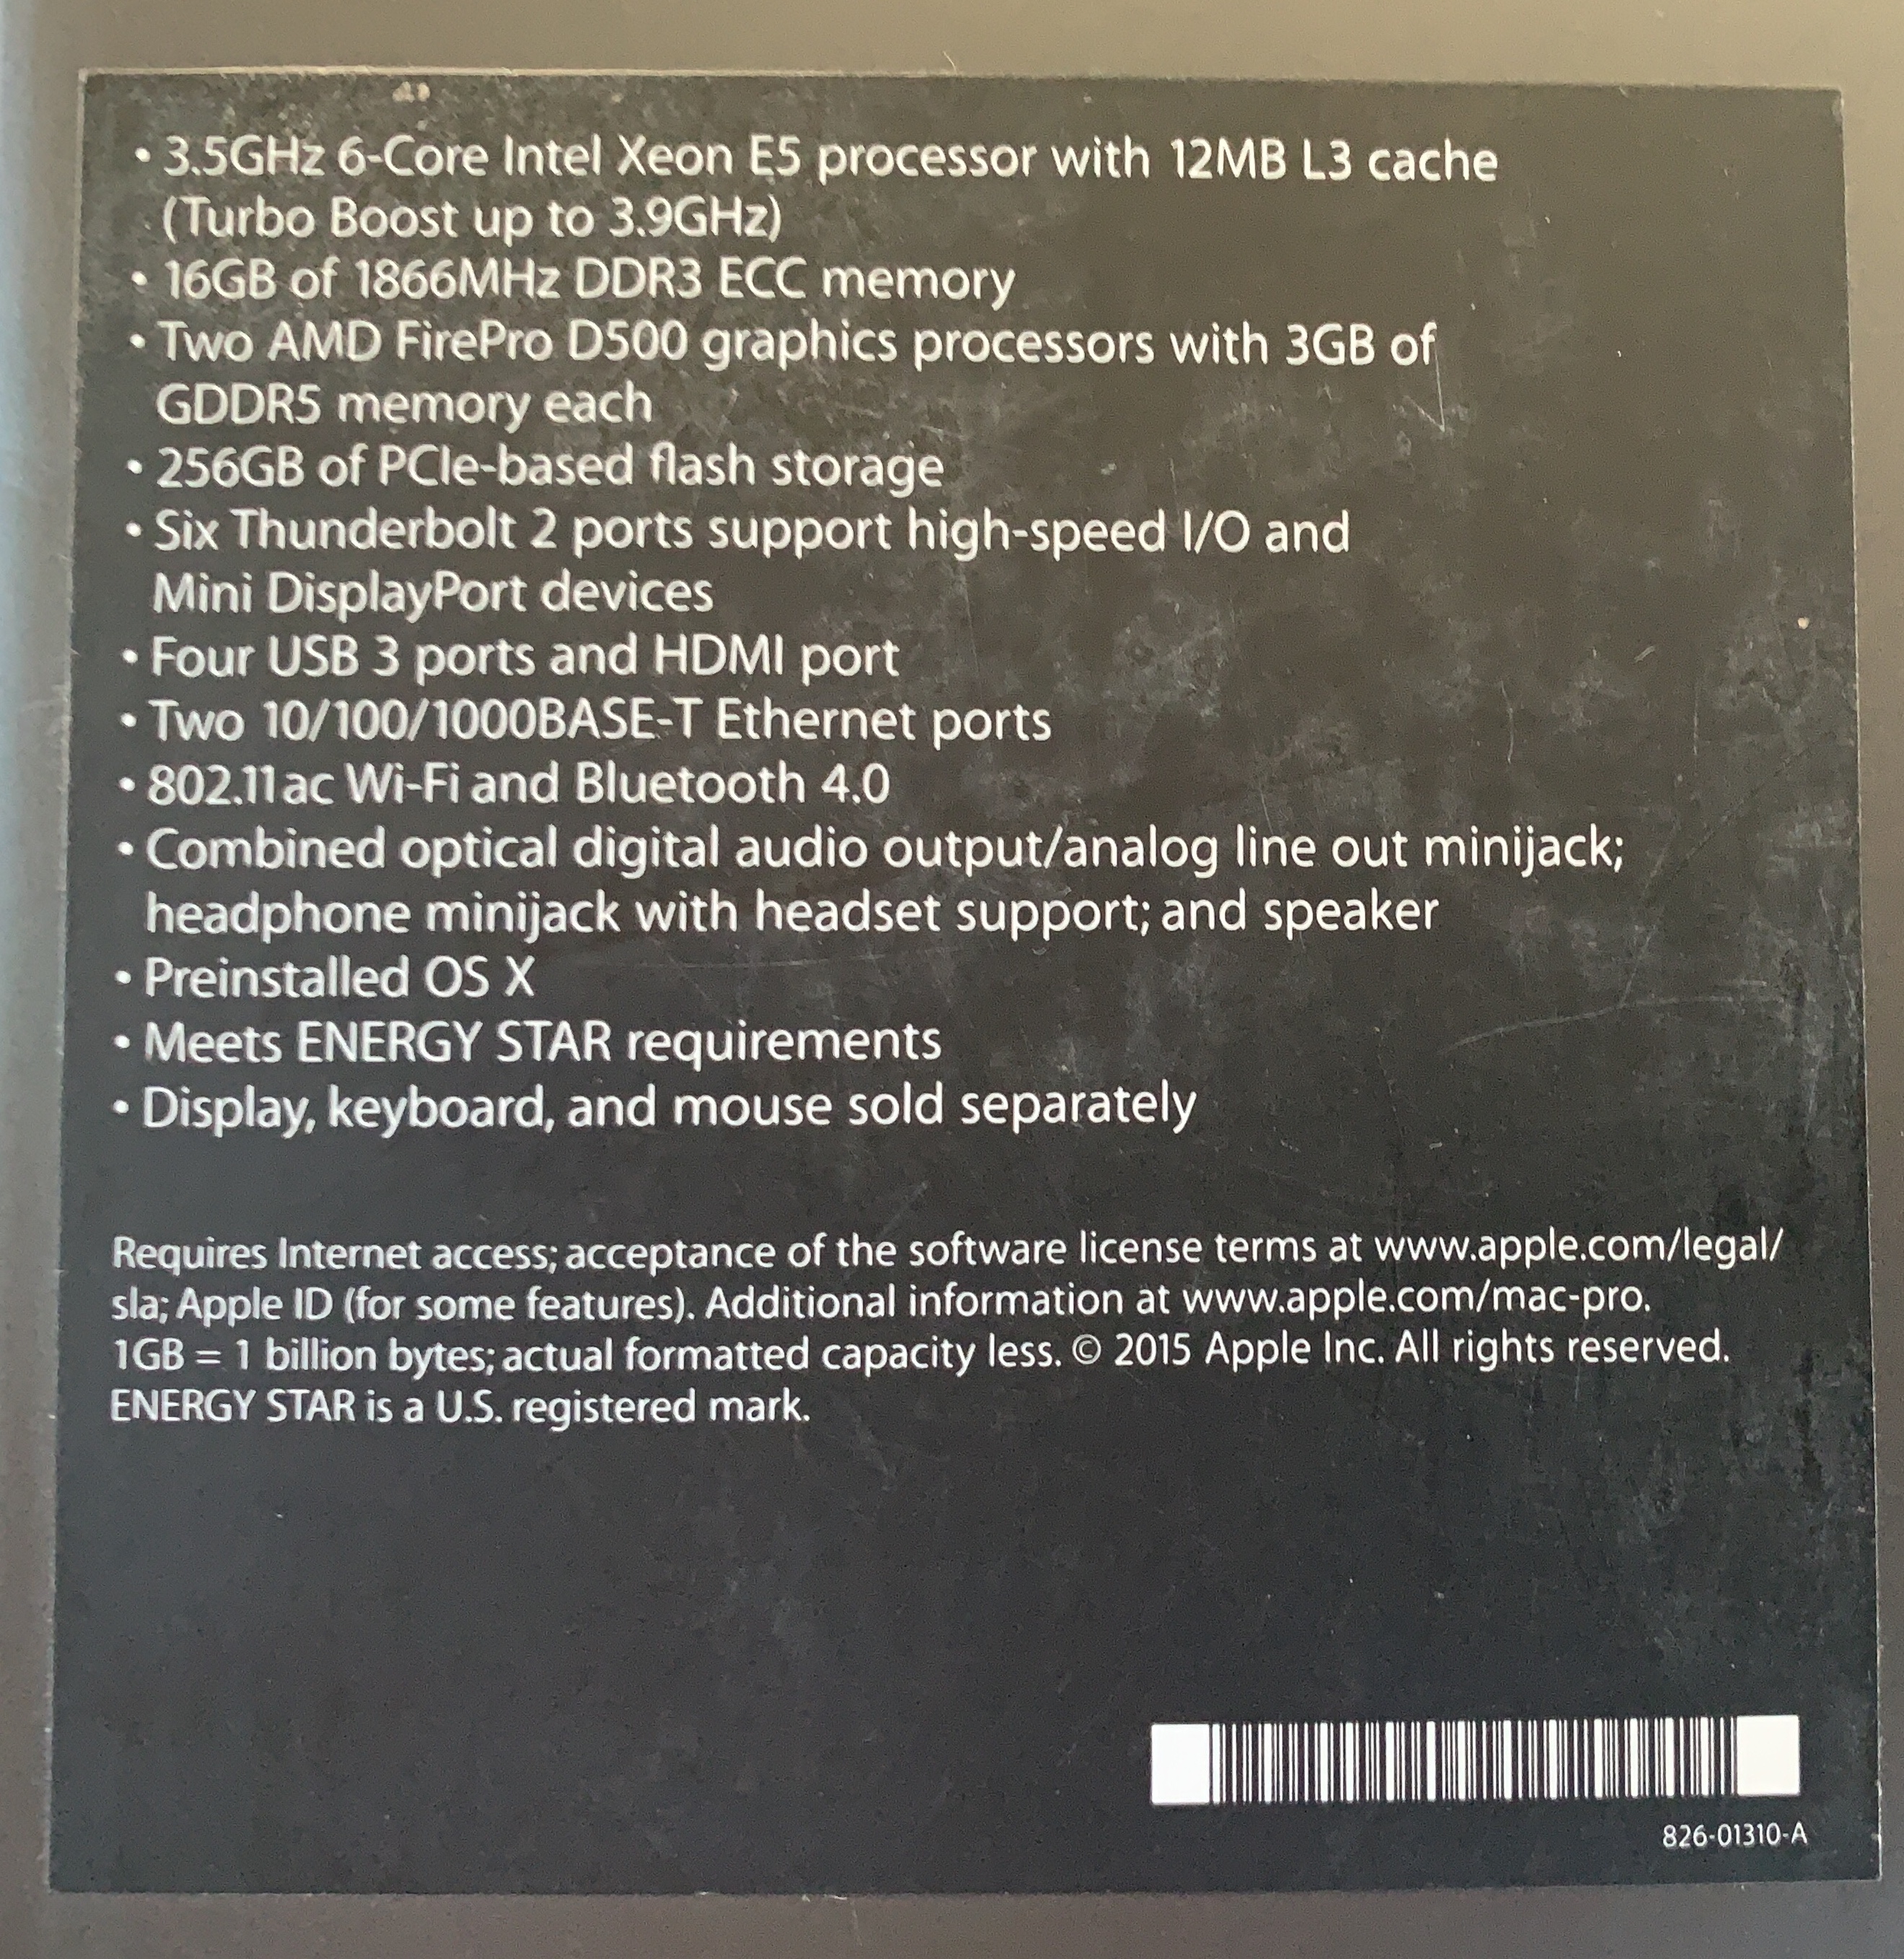 • 3.5GHz 6-Core Intel Xeon E5 processor with 12MB L3 cache
(Turbo Boost up to 3.9GHz)
• 16GB of 1866MHz DDR3 ECC memory
• Two AMD FirePro D500 graphics processors with 3GB of
GDDR5 memory each
• 256GB of PCIe-based flash storage
• Six Thunderbolt 2 ports support high-speed I/O and
Mini DisplayPort devices
• Four USB 3 ports and HDMI port
• Two 10/100/1000BASE-T Ethernet ports
• 802.11ac Wi-Fi and Bluetooth 4.0
• Combined optical digital audio output/analog line out minijack;
headphone minijack with headset support; and speaker
• Preinstalled OS X
• Meets ENERGY STAR requirements
• Display, keyboard, and mouse sold separately
Requires Internet access; acceptance of the software license terms at www.apple.com/legal/
sla; Apple ID (for some features). Additional information at www.apple.com/mac-pro.
1GB = 1 billion bytes; actual formatted capacity less. © 2015 Apple Inc. All rights reserved.
ENERGY STAR is a U.S. registered mark.
826-01310-A